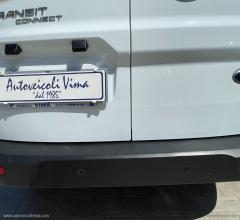 TRANSIT
CONNECT
Autoveicoli Vima
"dal 1985"
VIMA
www.autoveicolivima.com